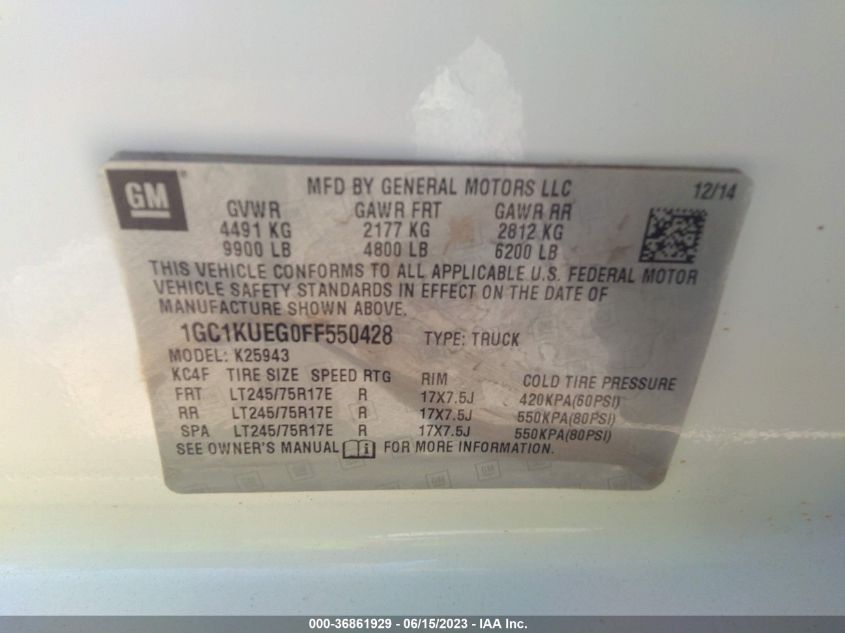 GM® MFD BY GENERAL MOTORS LLC 12/14
GVWR GAWR FRT GAWR RR
4491 KG 2177 KG 2812 KG
9900 LB 4800 LB 6200 LB
THIS VEHICLE CONFORMS TO ALL APPLICABLE U.S. FEDERAL MOTOR
VEHICLE SAFETY STANDARDS IN EFFECT ON THE DATE OF
MANUFACTURE SHOWN ABOVE.
1GC1KUEG0FF550428 TYPE: TRUCK
MODEL: K25943
KC4F TIRE SIZE SPEED RTG RIM COLD TIRE PRESSURE
FRT LT245/75R17E R 17X7.5J 420KPA(60PSI)
RR LT245/75R17E R 17X7.5J 550KPA(80PSI)
SPA LT245/75R17E R 17X7.5J 550KPA(80PSI)
SEE OWNER'S MANUAL FOR MORE INFORMATION.
GM GM GM
000-36861929 - 06/15/2023 - IAA Inc.